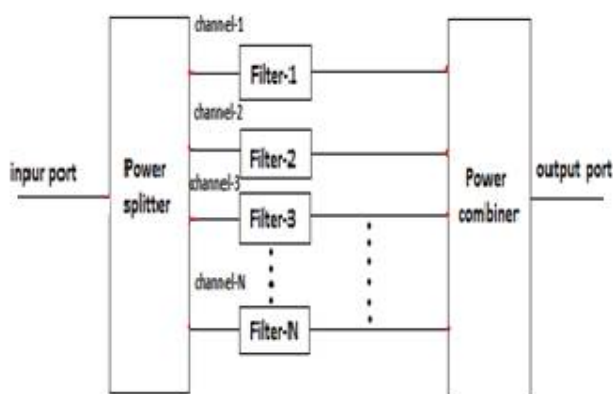 channel-1
Filter-1
channel-2
Filter-2
inpur port
Power
splitter
channel-3
Filter-3
Power
combiner
output port
channel-N
Filter-N